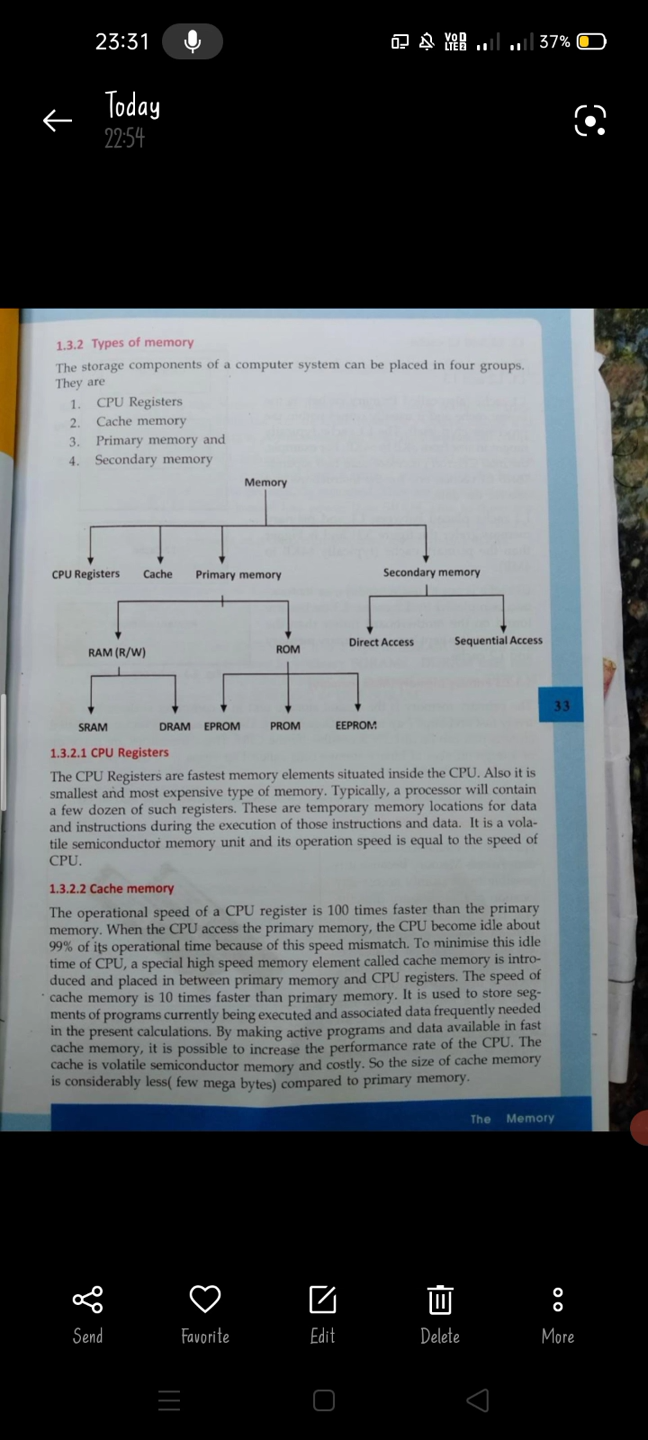 23:31
VoD
LTE2
37%
Today
22:54
1.3.2 Types of memory
The storage components of a computer system can be placed in four groups.
They are
1. CPU Registers
2. Cache memory
3. Primary memory and
4. Secondary memory
Memory
CPU Registers Cache Primary memory Secondary memory
RAM (R/W) ROM Direct Access Sequential Access
SRAM DRAM EPROM PROM EEPROM
33
1.3.2.1 CPU Registers
The CPU Registers are fastest memory elements situated inside the CPU. Also it is
smallest and most expensive type of memory. Typically, a processor will contain
a few dozen of such registers. These are temporary memory locations for data
and instructions during the execution of those instructions and data. It is a vola-
tile semiconductor memory unit and its operation speed is equal to the speed of
CPU.
1.3.2.2 Cache memory
The operational speed of a CPU register is 100 times faster than the primary
memory. When the CPU access the primary memory, the CPU become idle about
99% of its operational time because of this speed mismatch. To minimise this idle
time of CPU, a special high speed memory element called cache memory is intro-
duced and placed in between primary memory and CPU registers. The speed of
cache memory is 10 times faster than primary memory. It is used to store seg-
ments of programs currently being executed and associated data frequently needed
in the present calculations. By making active programs and data available in fast
cache memory, it is possible to increase the performance rate of the CPU. The
cache is volatile semiconductor memory and costly. So the size of cache memory
is considerably less( few mega bytes) compared to primary memory.
The Memory
Send Favorite Edit Delete More